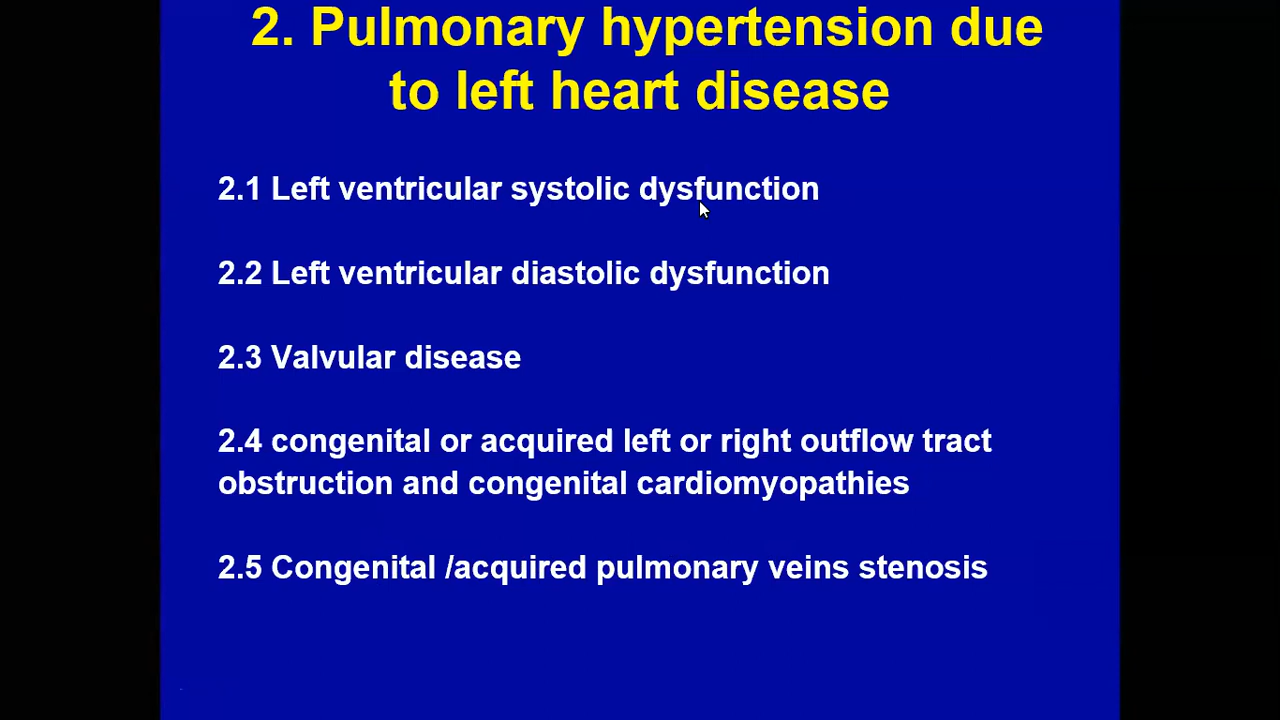 2. Pulmonary hypertension due
to left heart disease
2.1 Left ventricular systolic dysfunction
2.2 Left ventricular diastolic dysfunction
2.3 Valvular disease
2.4 congenital or acquired left or right outflow tract
obstruction and congenital cardiomyopathies
2.5 Congenital /acquired pulmonary veins stenosis